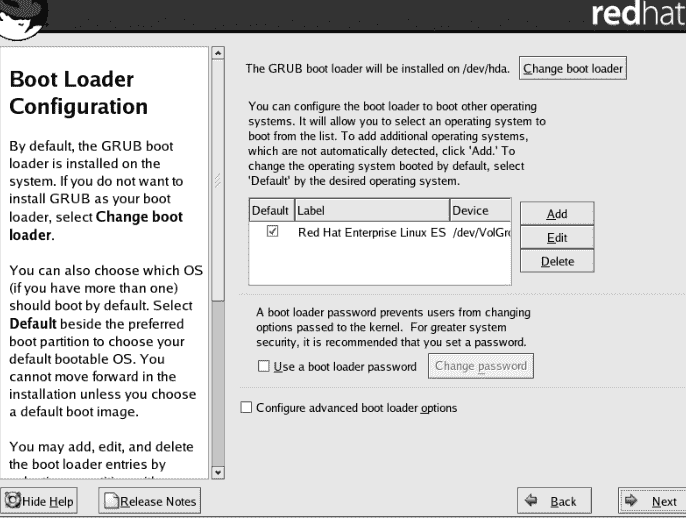 redhat
Boot Loader
Configuration
By default, the GRUB boot
loader is installed on the
system. If you do not want to
install GRUB as your boot
loader, select Change boot
loader.
You can also choose which OS
(if you have more than one)
should boot by default. Select
Default beside the preferred
boot partition to choose your
default bootable OS. You
cannot move forward in the
installation unless you choose
a default boot image.
You may add, edit, and delete
the boot loader entries by
The GRUB boot loader will be installed on /dev/hda. Change boot loader
You can configure the boot loader to boot other operating
systems. It will allow you to select an operating system to
boot from the list. To add additional operating systems,
which are not automatically detected, click 'Add.' To
change the operating system booted by default, select
'Default' by the desired operating system.
Default Label Device
Red Hat Enterprise Linux ES /dev/VolGro
Add
Edit
Delete
A boot loader password prevents users from changing
options passed to the kernel. For greater system
security, it is recommended that you set a password.
Use a boot loader password Change password
Configure advanced boot loader options
Hide Help Release Notes Back Next